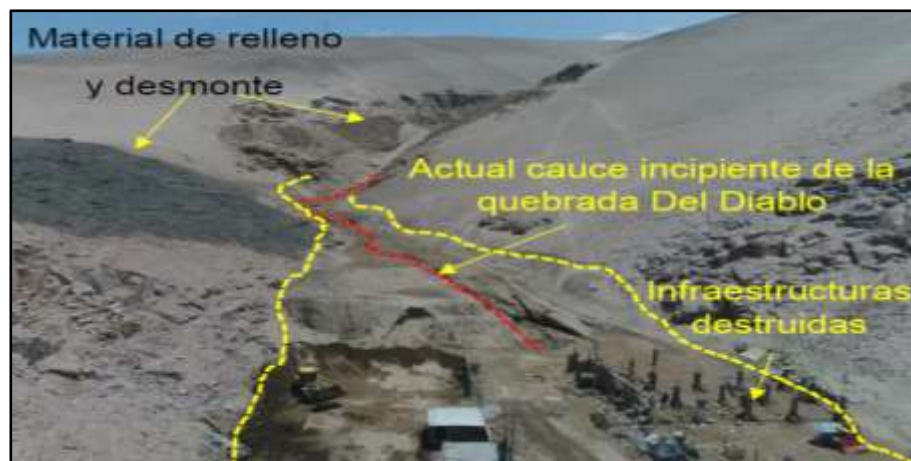 Material de relleno
y desmonte
Actual cauce incipiente de la
quebrada Del Diablo
Infraestructuras
destruidas